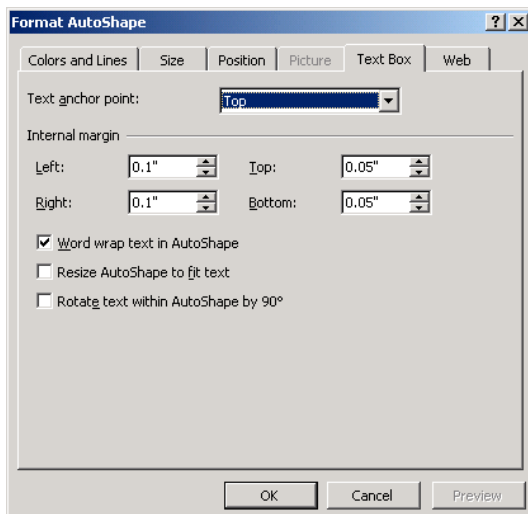 Format AutoShape
Colors and Lines Size Position Picture Text Box Web
Text anchor point: Top
Internal margin
Left: 0.1" Top: 0.05"
Right: 0.1" Bottom: 0.05"
Word wrap text in AutoShape
Resize AutoShape to fit text
Rotate text within AutoShape by 90°
OK Cancel Preview